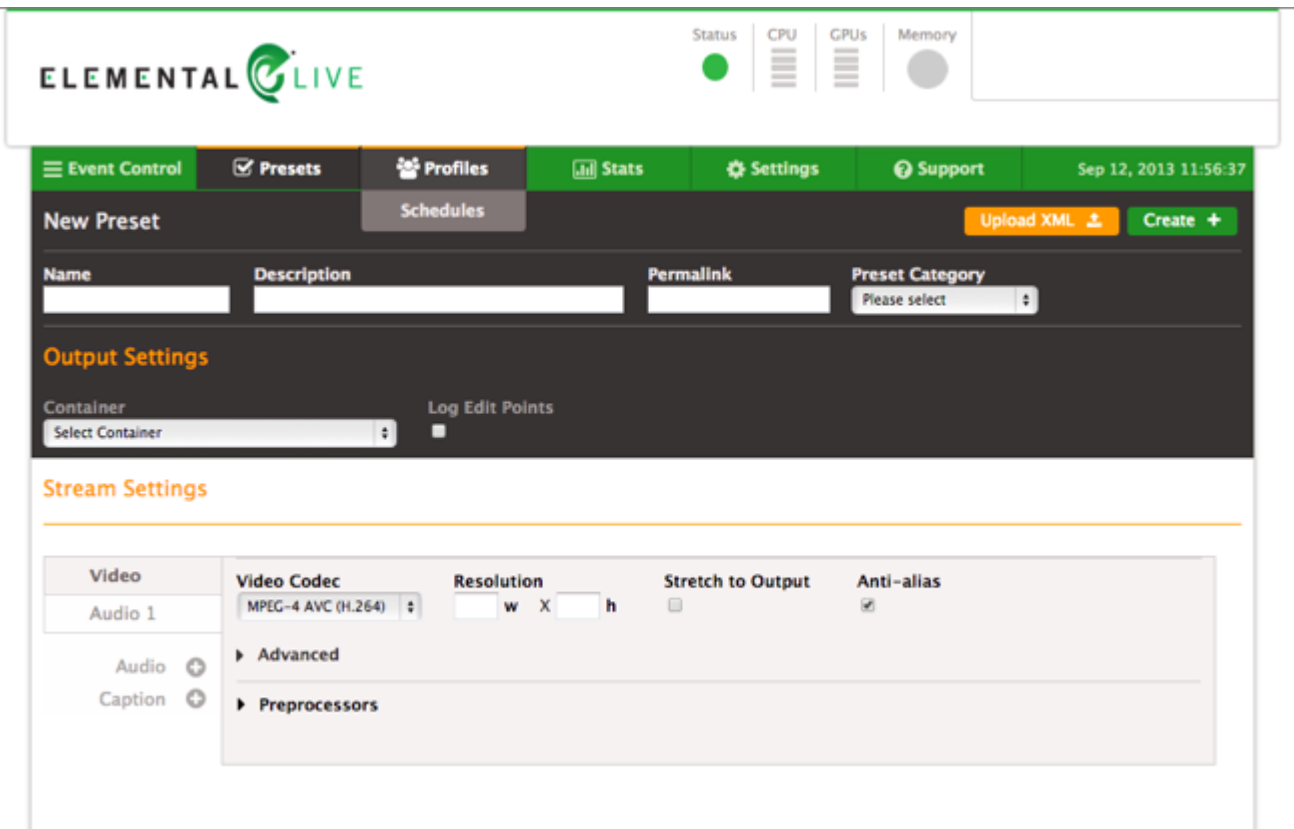 Status CPU GPUs Memory
ELEMENTAL LIVE
Event Control Presets Profiles Stats Settings Support Sep 12, 2013 11:56:37
Schedules
New Preset Upload XML Create +
Name Description Permalink Preset Category
Please select
Output Settings
Container Log Edit Points
Select Container
Stream Settings
Video
Audio 1
Audio
Caption
Video Codec Resolution Stretch to Output Anti-alias
MPEG-4 AVC (H.264) w X h
Advanced
Preprocessors